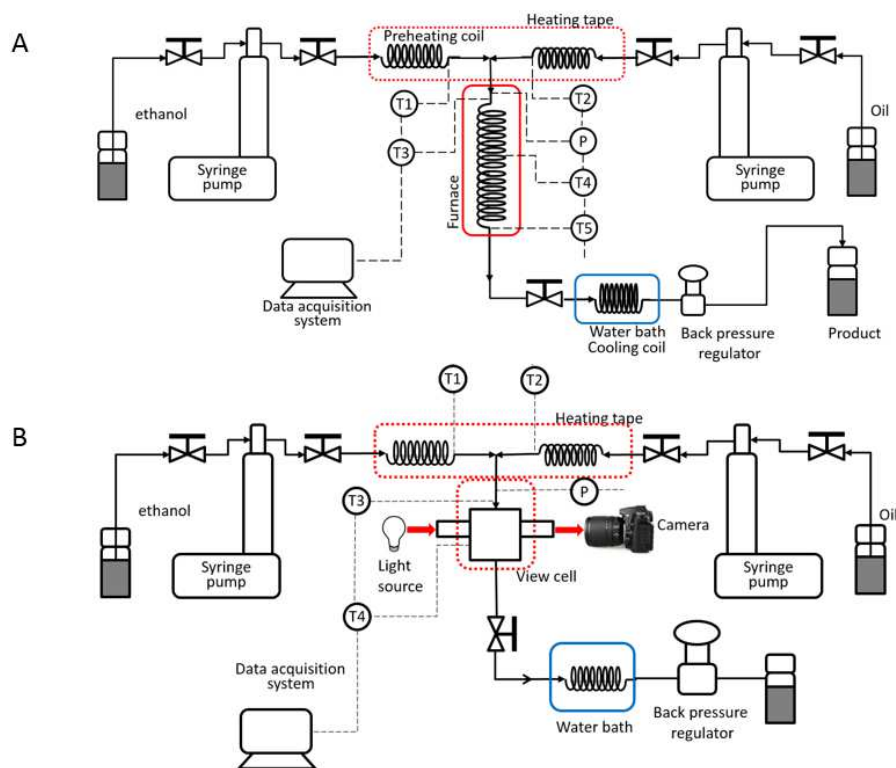 A
Heating tape
Preheating coil
ethanol
T1
T2
Oil
P
T3
T4
Syringe
pump
Syringe
pump
Furnace
T5
Data acquisition
system
Water bath
Cooling coil
Back pressure
regulator
Product
B
T1
T2
Heating tape
ethanol
T3
P
Oil
Camera
Light
source
View cell
Syringe
pump
Syringe
pump
T4
Data acquisition
system
Water bath
Back pressure
regulator